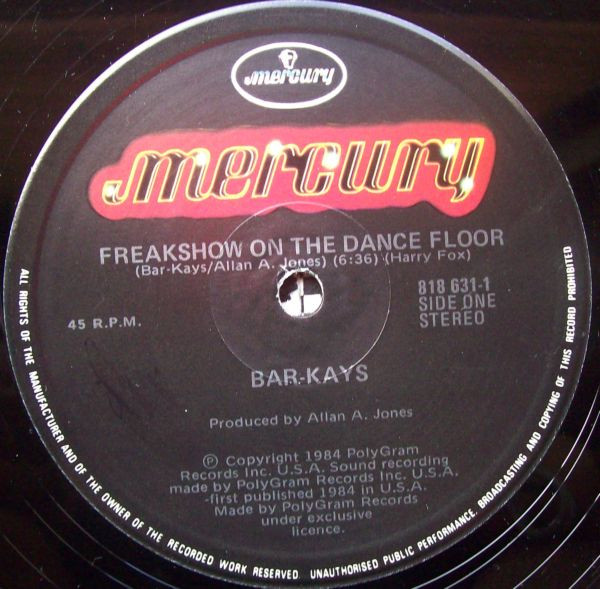 mercury
mercury
FREAKSHOW ON THE DANCE FLOOR
(Bar-Kays/Allan A. Jones) (6:36) (Harry Fox)
818 631-1
45 R.P.M.
SIDE ONE
STEREO
BAR-KAYS
Produced by Allan A. Jones
Ⓟ Copyright 1984 PolyGram
Records Inc. U.S.A. Sound recording
made by PolyGram Records Inc. U.S.A.
-first published 1984 in U.S.A.
Made by PolyGram Records
under exclusive
licence.
ALL RIGHTS OF THE MANUFACTURER AND OF THE OWNER OF THE RECORDED WORK RESERVED. UNAUTHORISED PUBLIC PERFORMANCE, BROADCASTING AND COPYING OF THIS RECORD PROHIBITED